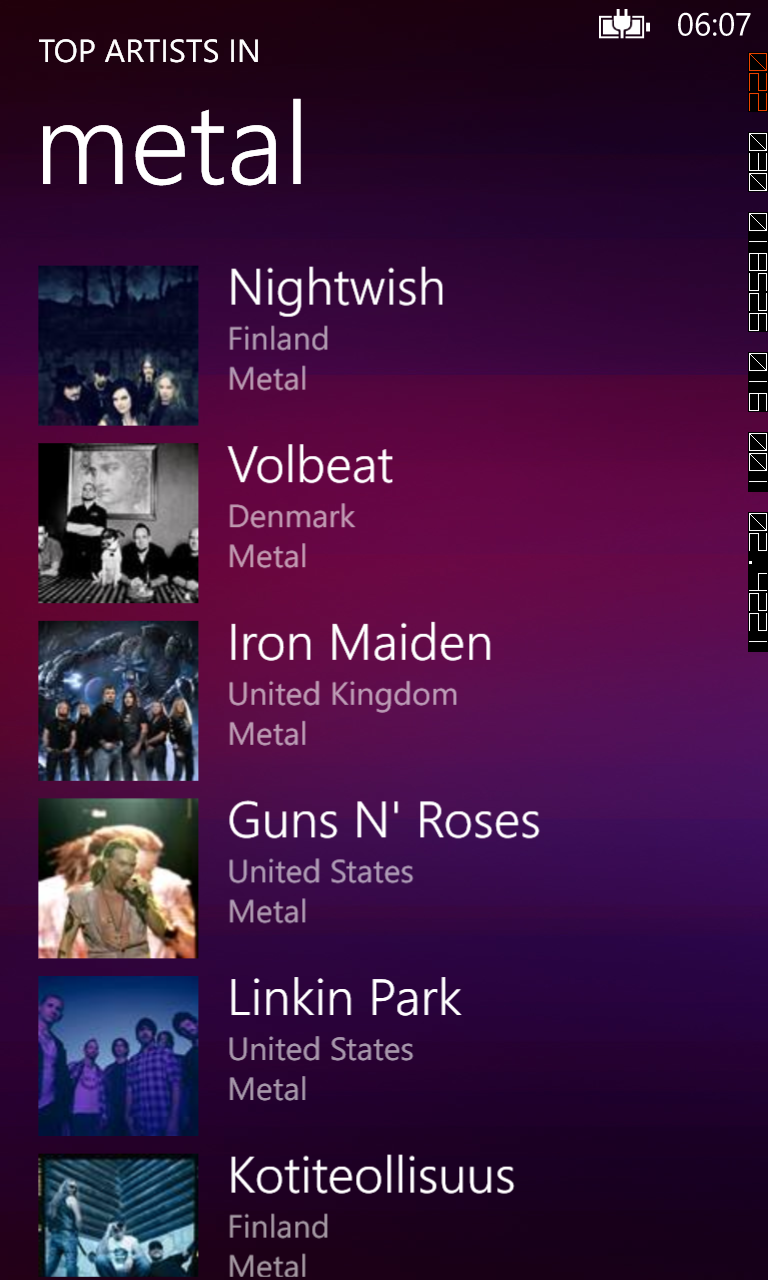 06:07
TOP ARTISTS IN
metal
Nightwish
Finland
Metal
Volbeat
Denmark
Metal
Iron Maiden
United Kingdom
Metal
Guns N' Roses
United States
Metal
Linkin Park
United States
Metal
Kotiteollisuus
Finland
Metal